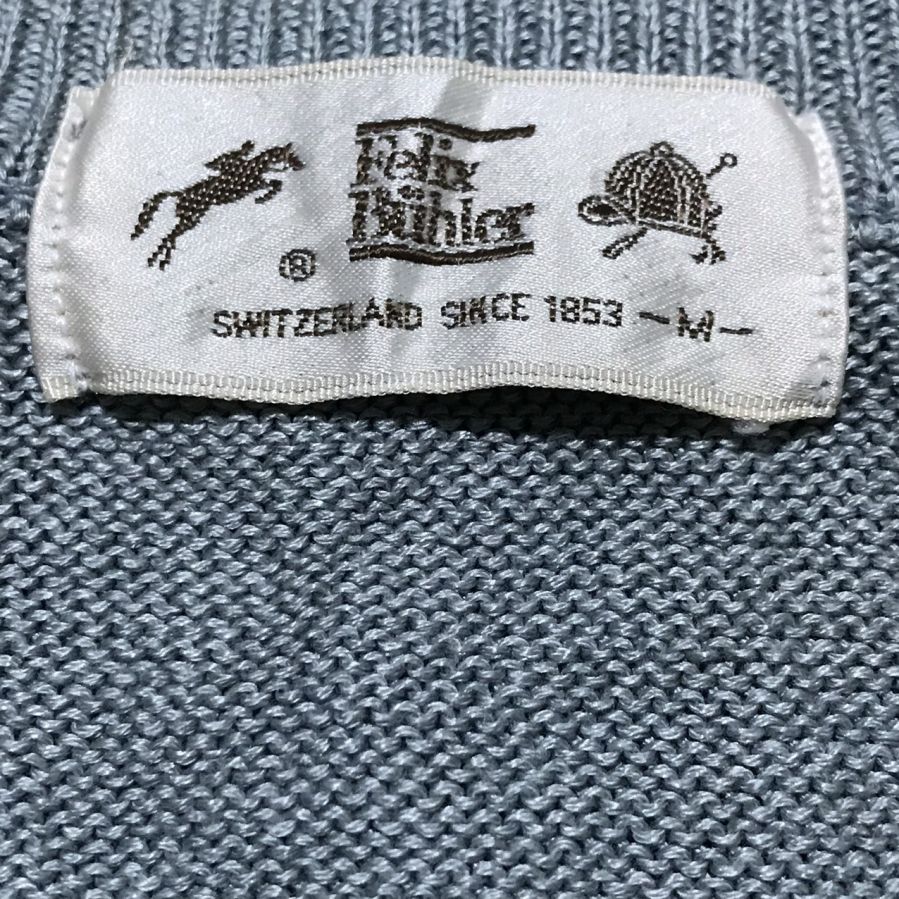 Felix
Bühler
®
SWITZERLAND SINCE 1853 -M-